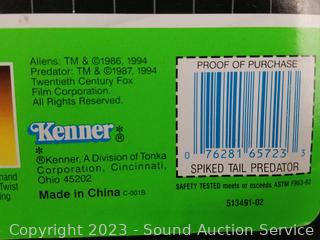 Aliens: TM & ©1986, 1994
Predator: TM & ©1987, 1994
Twentieth Century Fox
Film Corporation.
All Rights Reserved.
Kenner®
®Kenner, A Division of Tonka
Corporation, Cincinnati,
Ohio 45202
Made in China C-001B
PROOF OF PURCHASE
0 76281 65723 3
SPIKED TAIL PREDATOR
SAFETY TESTED meets or exceeds ASTM F963-92
513491-02
and
Twist
ing
Copyright 2023 - Sound Auction Service